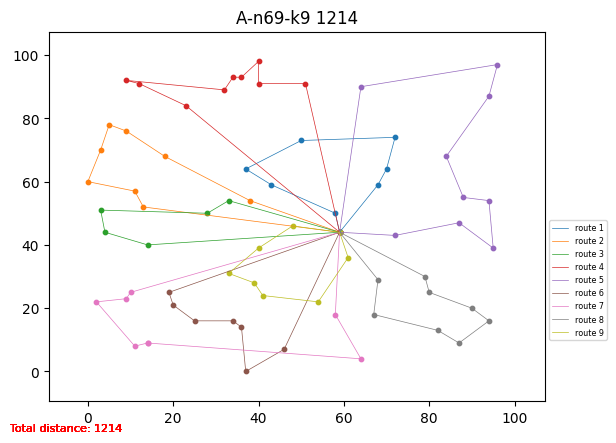 A-n69-k9 1214
100
80
60
40
20
0
0 20 40 60 80 100
route 1
route 2
route 3
route 4
route 5
route 6
route 7
route 8
route 9
Total distance: 1214